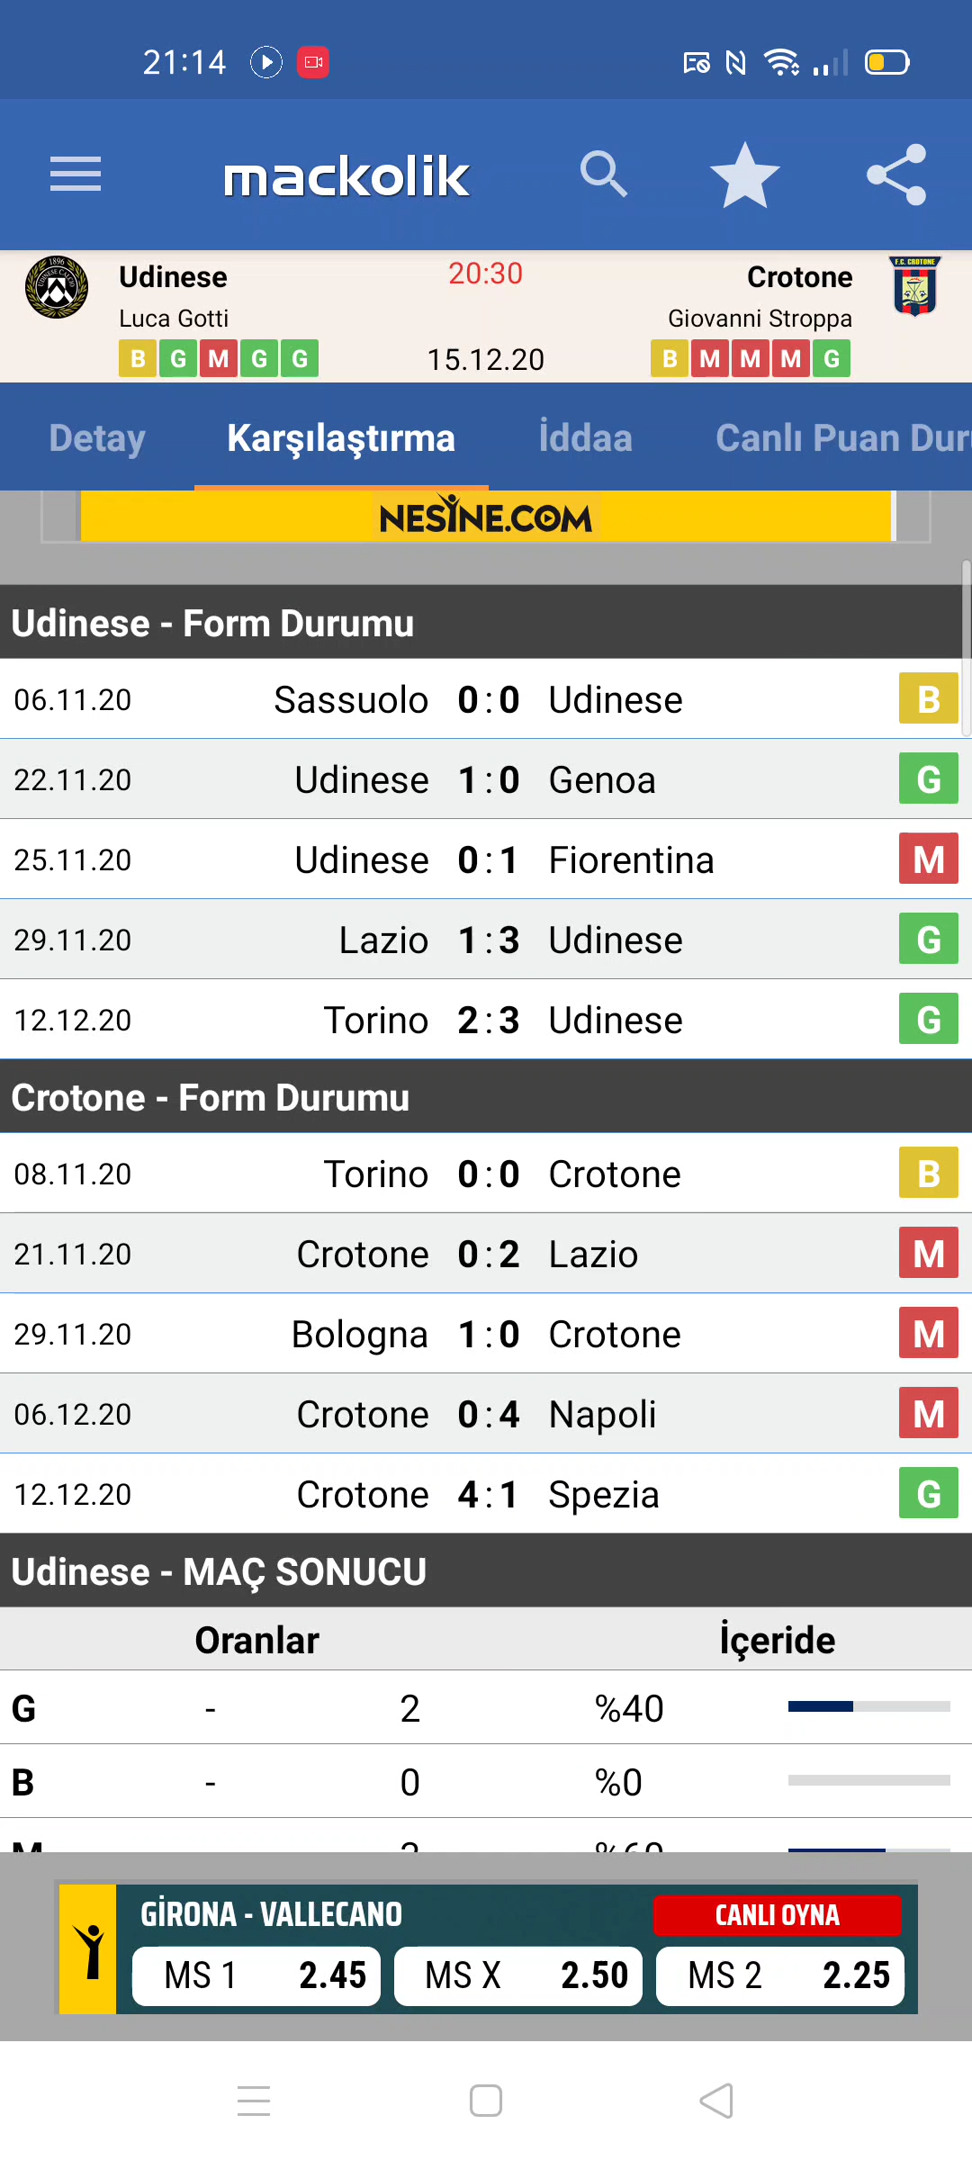 21:14
mackolik
Udinese 20:30 Crotone
Luca Gotti Giovanni Stroppa
B G M G G 15.12.20 B M M M G
Detay Karşılaştırma İddaa Canlı Puan Dur
NESİNE.COM
Udinese - Form Durumu
06.11.20 Sassuolo 0:0 Udinese B
22.11.20 Udinese 1:0 Genoa G
25.11.20 Udinese 0:1 Fiorentina M
29.11.20 Lazio 1:3 Udinese G
12.12.20 Torino 2:3 Udinese G
Crotone - Form Durumu
08.11.20 Torino 0:0 Crotone B
21.11.20 Crotone 0:2 Lazio M
29.11.20 Bologna 1:0 Crotone M
06.12.20 Crotone 0:4 Napoli M
12.12.20 Crotone 4:1 Spezia G
Udinese - MAÇ SONUCU
Oranlar İçeride
G - 2 %40
B - 0 %0
M 3 %60
GİRONA - VALLECANO CANLI OYNA
MS 1 2.45 MS X 2.50 MS 2 2.25